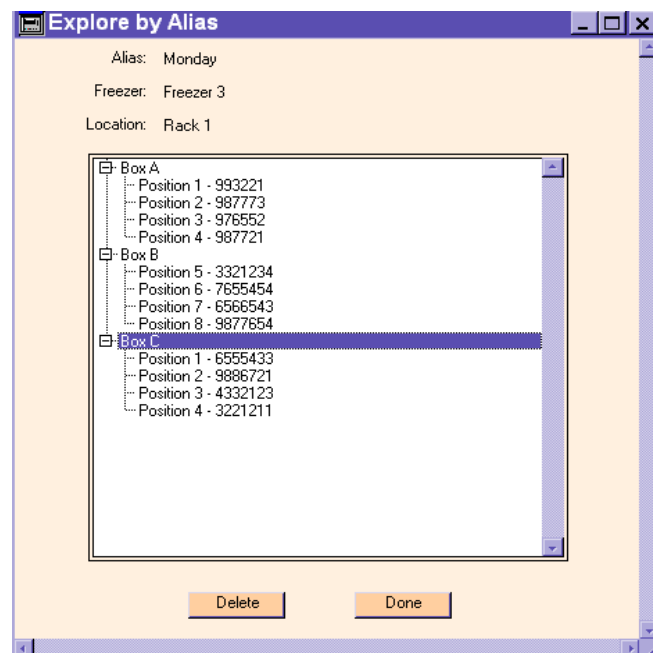 Explore by Alias
Alias: Monday
Freezer: Freezer 3
Location: Rack 1
Box A
Position 1 - 993221
Position 2 - 987773
Position 3 - 976552
Position 4 - 987721
Box B
Position 5 - 3321234
Position 6 - 7655454
Position 7 - 6566543
Position 8 - 9877654
Box C
Position 1 - 6555433
Position 2 - 9886721
Position 3 - 4332123
Position 4 - 3221211
Delete Done